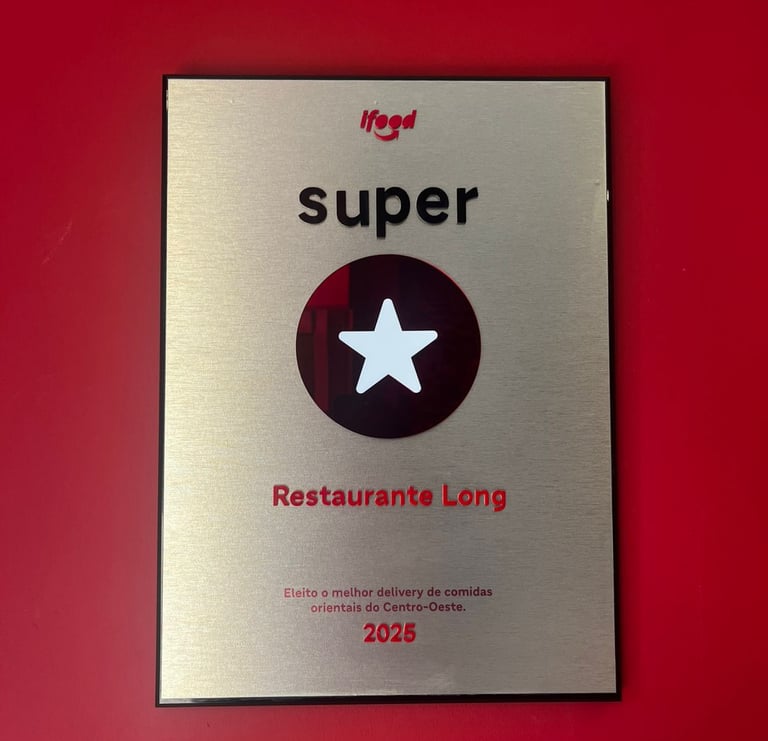 ifood
super
Restaurante Long
Eleito o melhor delivery de comidas
orientais do Centro-Oeste.
2025